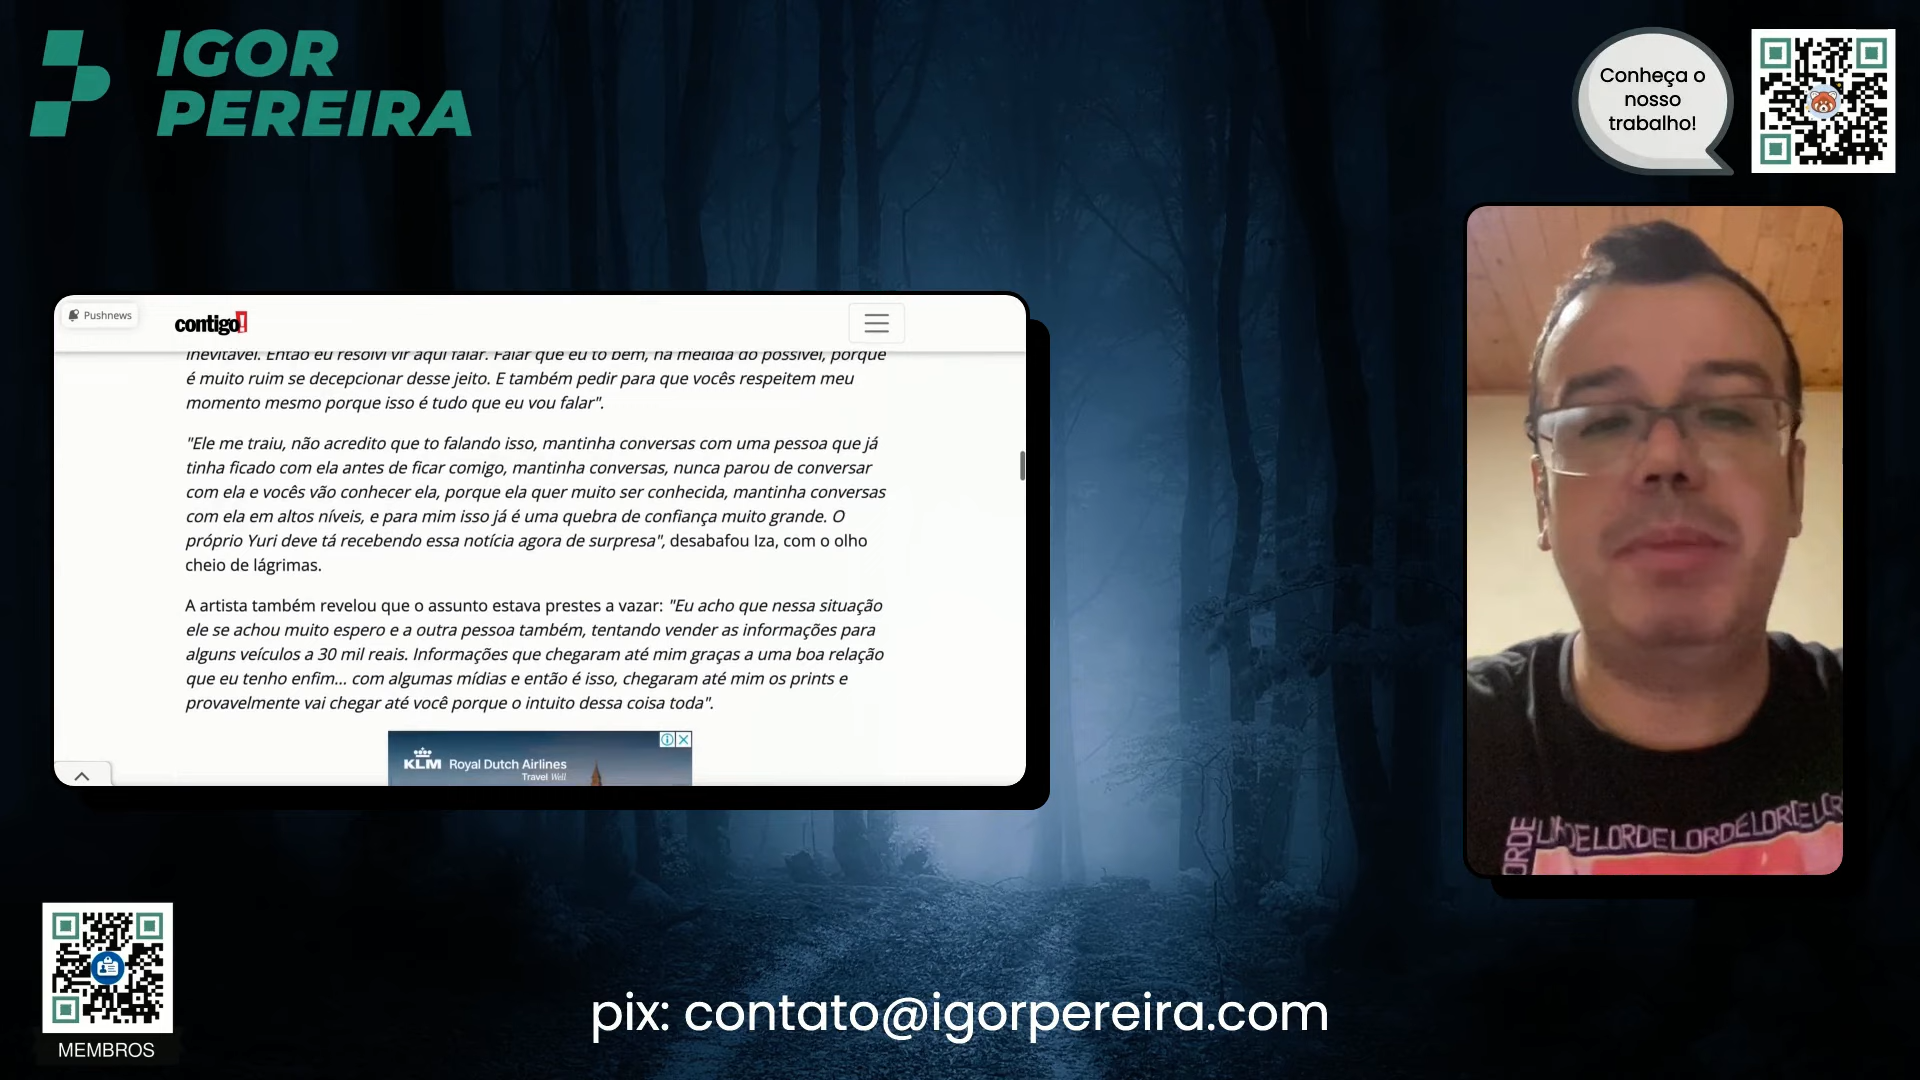 IGOR
PEREIRA
Conheça o
nosso
trabalho!
Pushnews
contigo!
inevitável. Então eu resolvi vir aqui falar. Falar que eu to bem, na medida do possível, porque
é muito ruim se decepcionar desse jeito. E também pedir para que vocês respeitem meu
momento mesmo porque isso é tudo que eu vou falar".
"Ele me traiu, não acredito que to falando isso, mantinha conversas com uma pessoa que já
tinha ficado com ela antes de ficar comigo, mantinha conversas, nunca parou de conversar
com ela e vocês vão conhecer ela, porque ela quer muito ser conhecida, mantinha conversas
com ela em altos níveis, e para mim isso já é uma quebra de confiança muito grande. O
próprio Yuri deve tá recebendo essa notícia agora de surpresa", desabafou Iza, com o olho
cheio de lágrimas.
A artista também revelou que o assunto estava prestes a vazar: "Eu acho que nessa situação
ele se achou muito espero e a outra pessoa também, tentando vender as informações para
alguns veículos a 30 mil reais. Informações que chegaram até mim graças a uma boa relação
que eu tenho enfim... com algumas mídias e então é isso, chegaram até mim os prints e
provavelmente vai chegar até você porque o intuito dessa coisa toda".
KLM Royal Dutch Airlines
Travel Well
ORDE LORDELORDELORDELORDELOR
MEMBROS
pix: contato@igorpereira.com